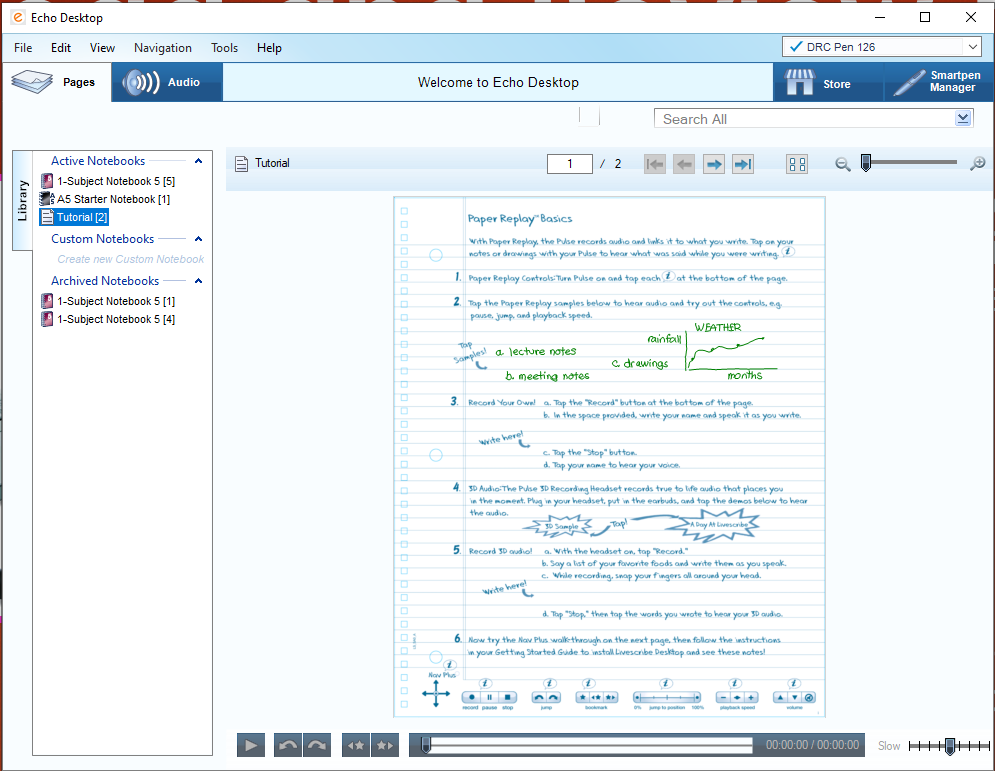 Echo Desktop
File Edit View Navigation Tools Help
DRC Pen 126
Pages
Audio
Welcome to Echo Desktop
Store
Smartpen
Manager
Search All
Library
Active Notebooks
1-Subject Notebook 5 [5]
A5 Starter Notebook [1]
Tutorial [2]
Custom Notebooks
Create new Custom Notebook
Archived Notebooks
1-Subject Notebook 5 [1]
1-Subject Notebook 5 [4]
Tutorial
1 / 2
Paper Replay™ Basics
With Paper Replay, the Pulse records audio and links it to what you write. Tap on your
notes or drawings with your Pulse to hear what was said while you were writing. i
1. Paper Replay Controls: Turn Pulse on and tap each i at the bottom of the page.
2. Tap the Paper Replay samples below to hear audio and try out the controls, e.g.
pause, jump, and playback speed.
Tap
Samples!
a. lecture notes
b. meeting notes
c. drawings
WEATHER
rainfall
months
3. Record Your Own! a. Tap the "Record" button at the bottom of the page.
b. In the space provided, write your name and speak it as you write.
Write here!
c. Tap the "Stop" button.
d. Tap your name to hear your voice.
4. 3D Audio: The Pulse 3D Recording Headset records true to life audio that places you
in the moment. Plug in your headset, put in the earbuds, and tap the demos below to hear
the audio.
3D Sample
Tap!
A Day At Livescribe
5. Record 3D audio! a. With the headset on, tap "Record."
b. Say a list of your favorite foods and write them as you speak.
c. While recording, snap your fingers all around your head.
Write here!
d. Tap "Stop," then tap the words you wrote to hear your 3D audio.
6. Now try the Nav Plus walk-through on the next page, then follow the instructions
in your Getting Started Guide to install Livescribe Desktop and see these notes!
i
Nav Plus
i i i i i i
record pause stop jump bookmark 0% jump to position 100% playback speed volume
00:00:00 / 00:00:00
Slow